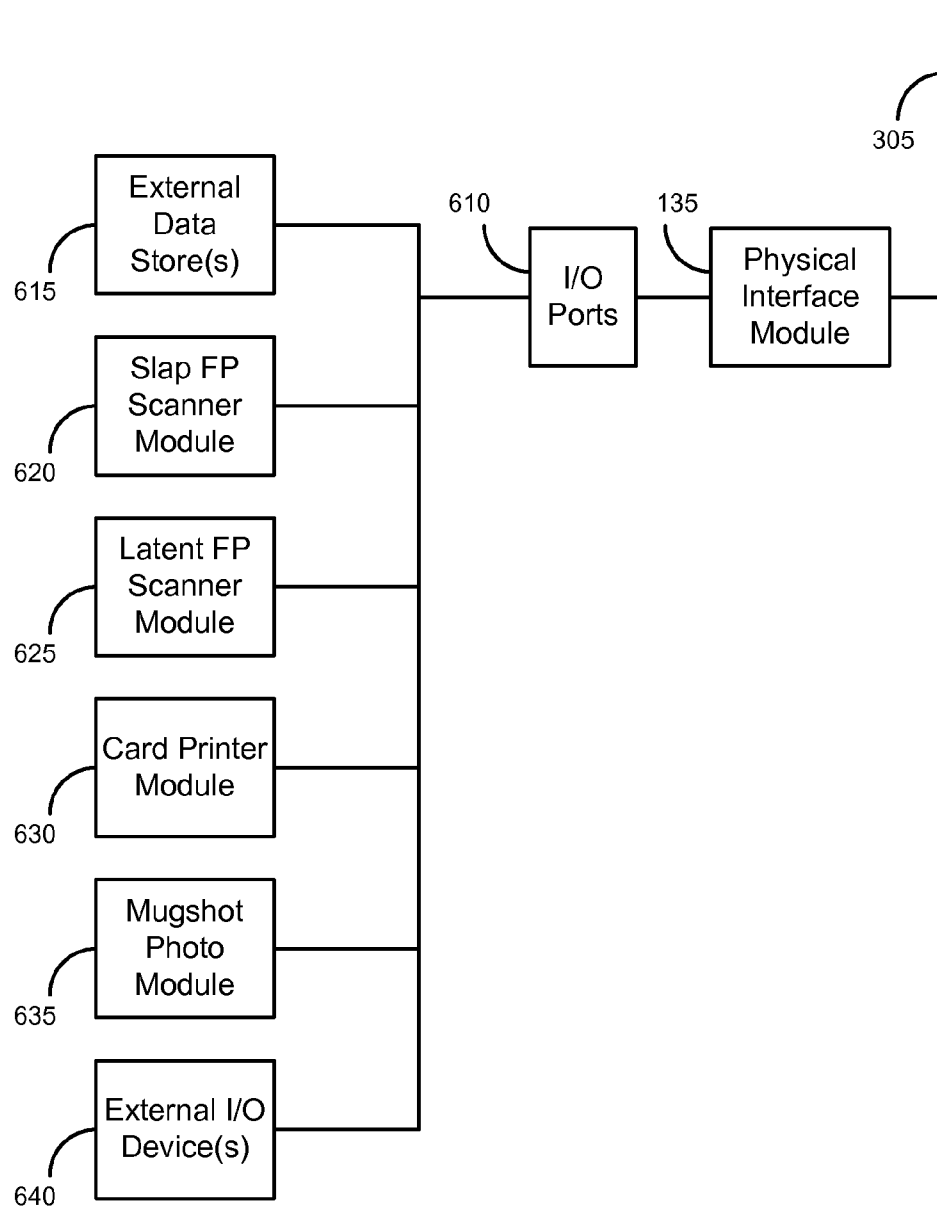 305
610
135
External
Data
Store(s)
615
I/O
Ports
Physical
Interface
Module
Slap FP
Scanner
Module
620
Latent FP
Scanner
Module
625
Card Printer
Module
630
Mugshot
Photo
Module
635
External I/O
Device(s)
640